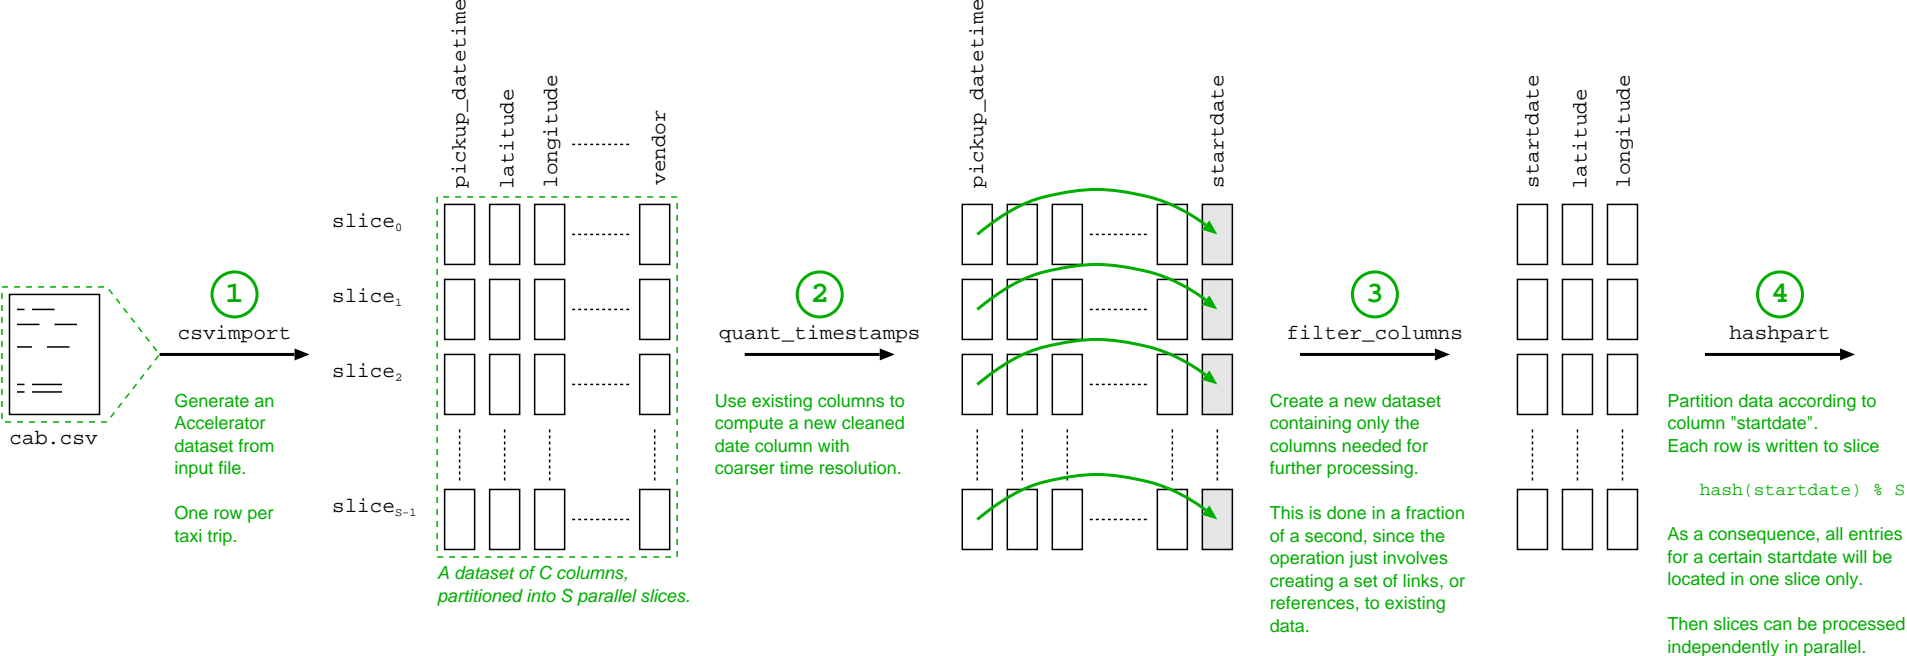 cab.csv
1
csvimport
Generate an
Accelerator
dataset from
input file.
One row per
taxi trip.
pickup_datetime
latitude
longitude
vendor
slice0
slice1
slice2
sliceS-1
A dataset of C columns,
partitioned into S parallel slices.
2
quant_timestamps
Use existing columns to
compute a new cleaned
date column with
coarser time resolution.
pickup_datetime
startdate
3
filter_columns
Create a new dataset
containing only the
columns needed for
further processing.
This is done in a fraction
of a second, since the
operation just involves
creating a set of links, or
references, to existing
data.
startdate
latitude
longitude
4
hashpart
Partition data according to
column "startdate".
Each row is written to slice
hash(startdate) % S
As a consequence, all entries
for a certain startdate will be
located in one slice only.
Then slices can be processed
independently in parallel.